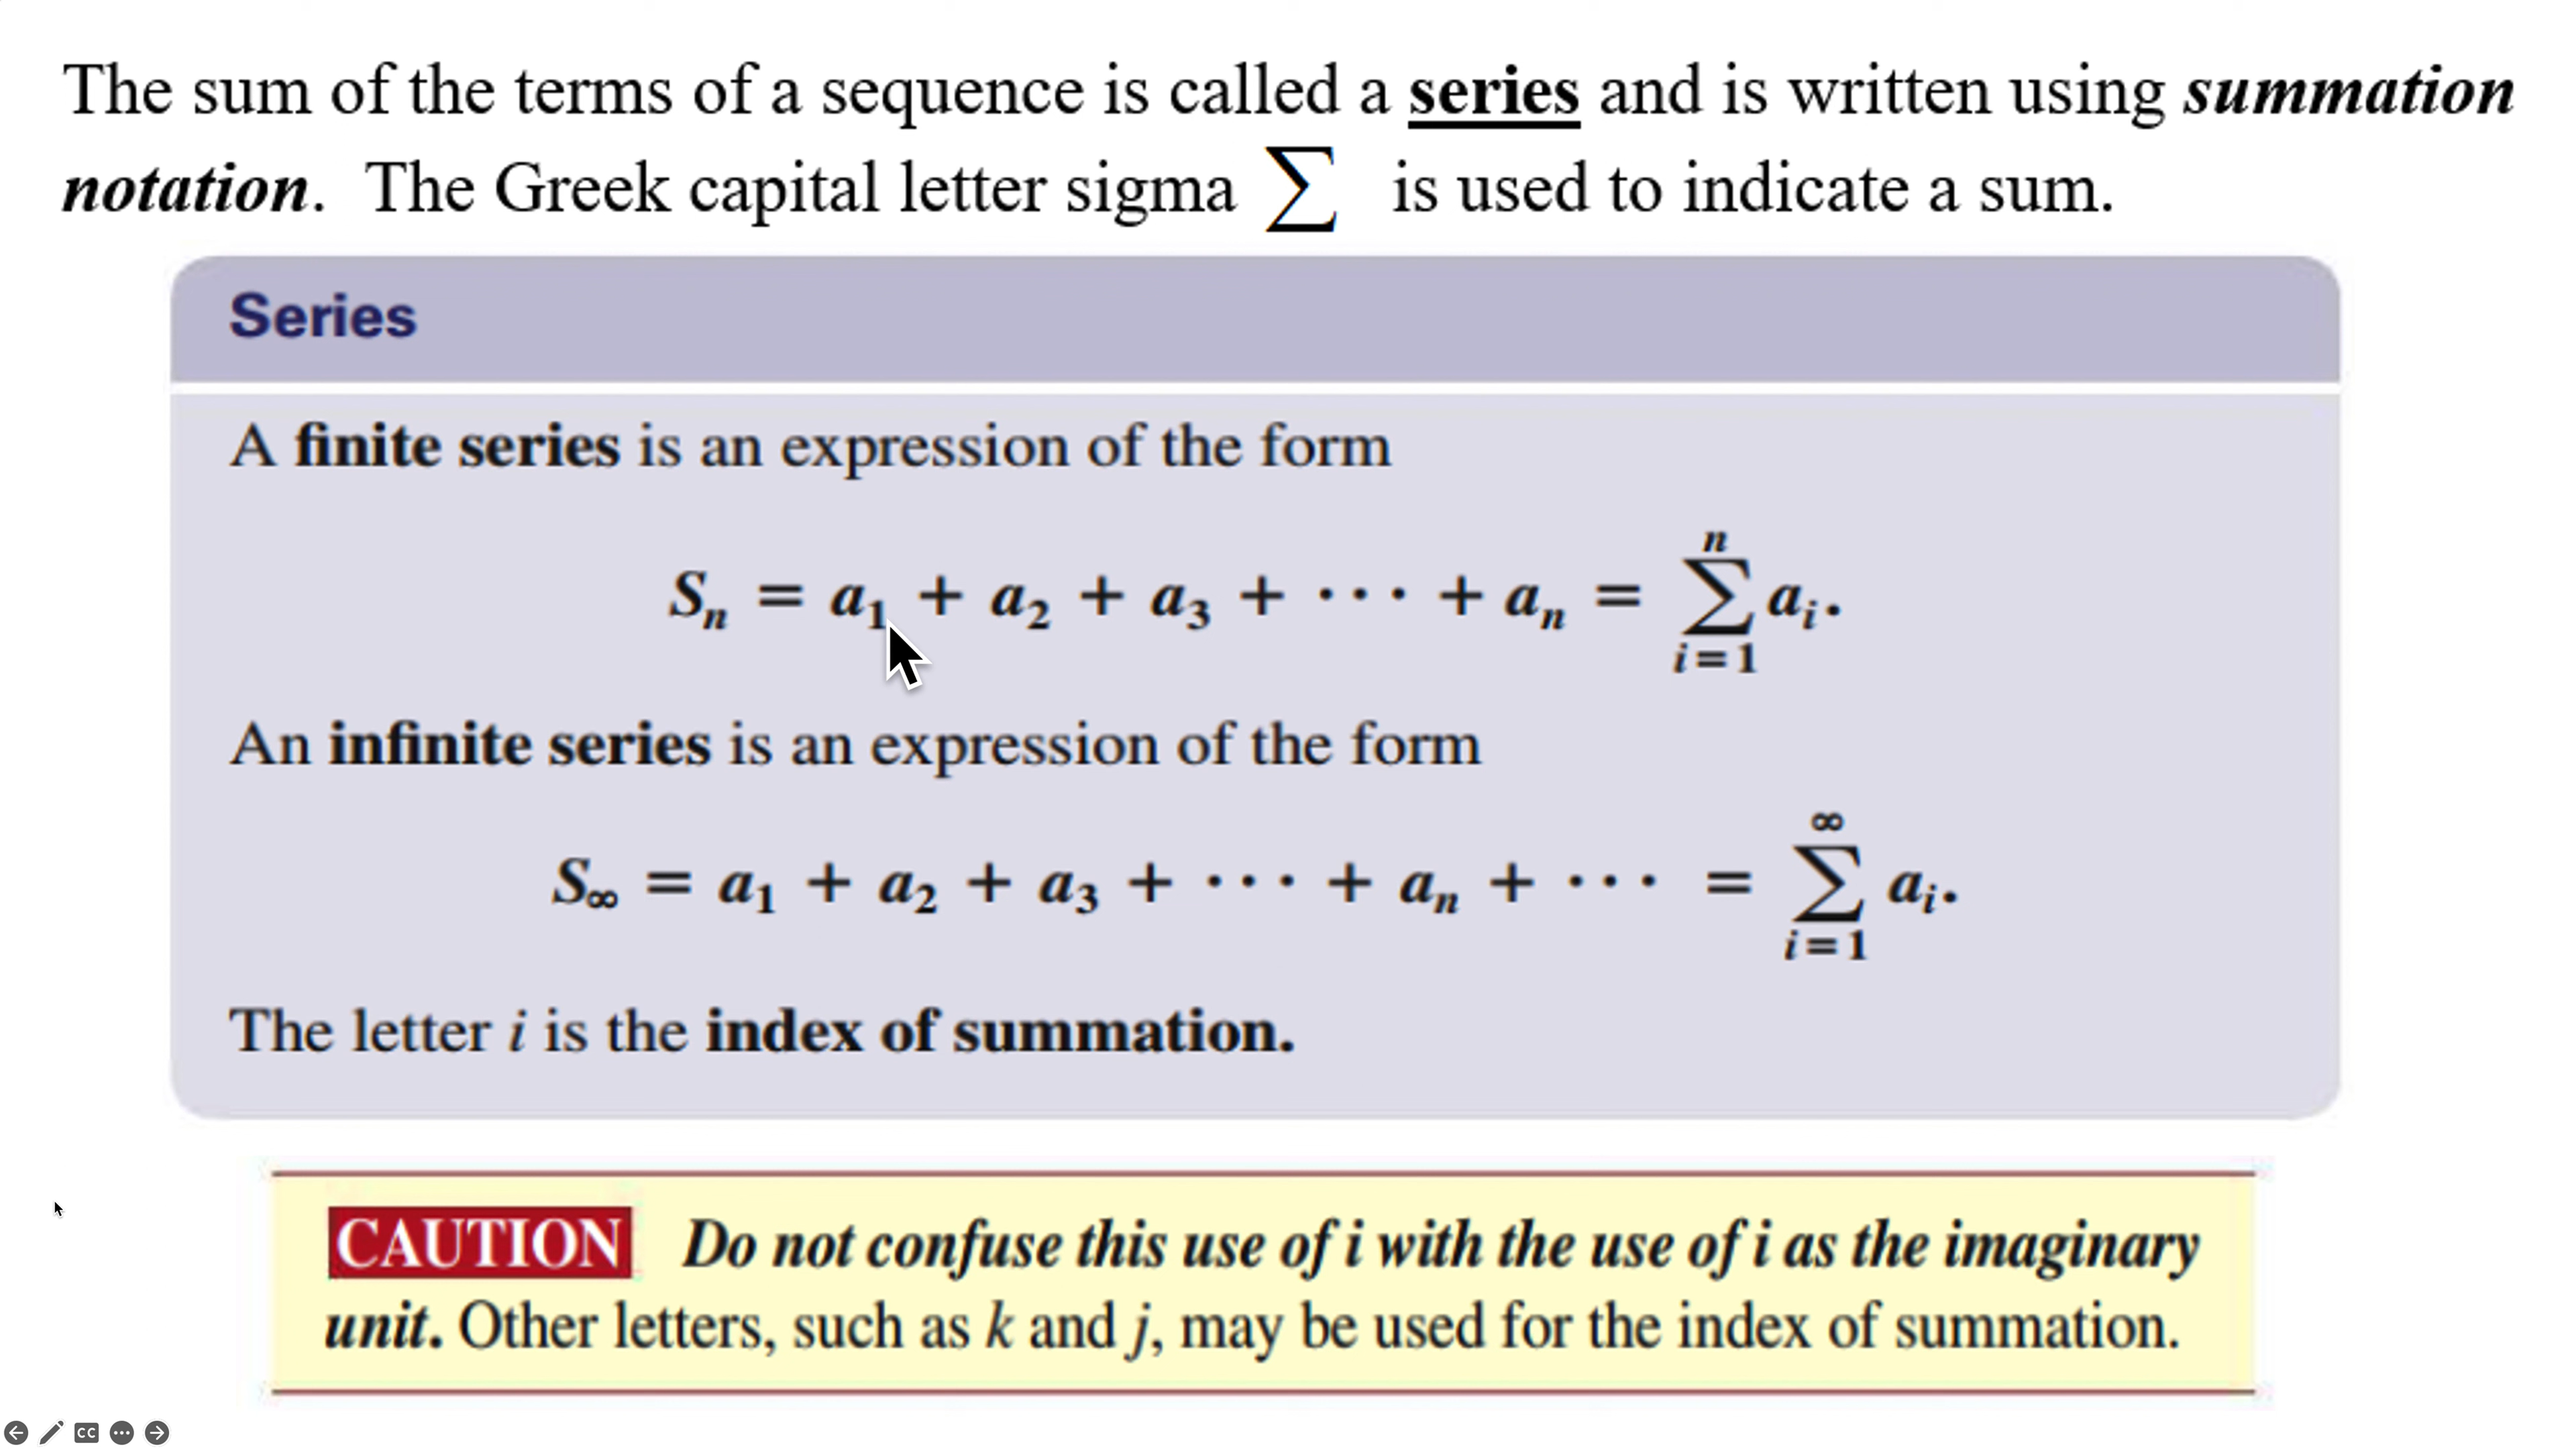 The sum of the terms of a sequence is called a series and is written using summation
notation. The Greek capital letter sigma ∑ is used to indicate a sum.
Series
A finite series is an expression of the form
Sₙ = a₁ + a₂ + a₃ + ··· + aₙ = ∑ᵢ₌₁ⁿ aᵢ.
An infinite series is an expression of the form
S∞ = a₁ + a₂ + a₃ + ··· + aₙ + ··· = ∑ᵢ₌₁^∞ aᵢ.
The letter i is the index of summation.
CAUTION Do not confuse this use of i with the use of i as the imaginary
unit. Other letters, such as k and j, may be used for the index of summation.
CC